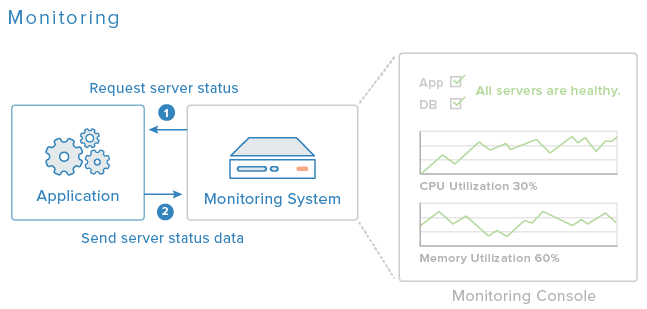 Monitoring
Request server status
1
Application
Monitoring System
2
Send server status data
App
DB
All servers are healthy.
CPU Utilization 30%
Memory Utilization 60%
Monitoring Console